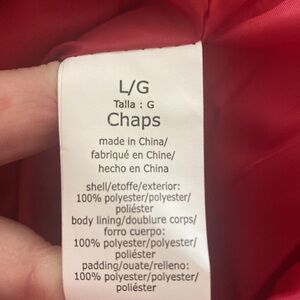 L/G
Talla : G
Chaps
made in China/
fabriqué en Chine/
hecho en China
shell/etoffe/exterior:
100% polyester/polyester/
poliéster
body lining/doublure corps/
forro cuerpo:
100% polyester/polyester/
poliéster
padding/ouate/relleno:
100% polyester/polyester/
poliéster